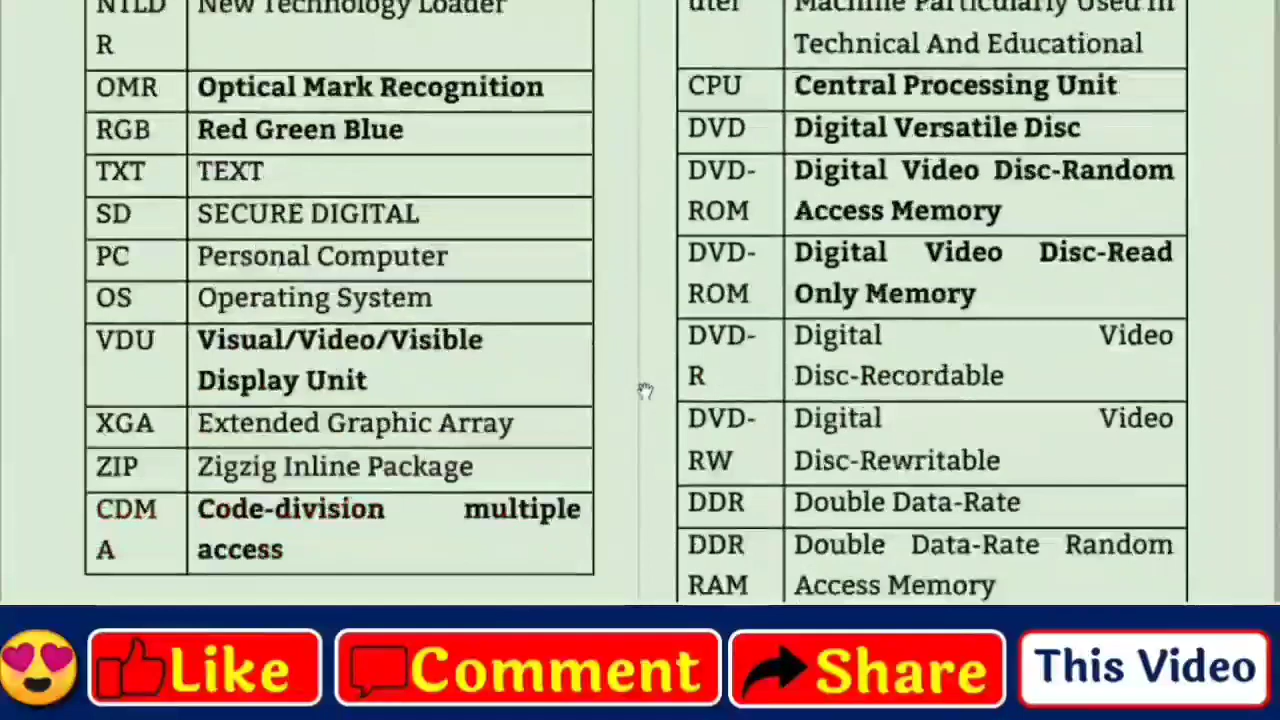 NTLD New Technology Loader
R
OMR Optical Mark Recognition
RGB Red Green Blue
TXT TEXT
SD SECURE DIGITAL
PC Personal Computer
OS Operating System
VDU Visual/Video/Visible
Display Unit
XGA Extended Graphic Array
ZIP Zigzig Inline Package
CDM Code-division multiple
A access
uter Machine Particularly Used in
Technical And Educational
CPU Central Processing Unit
DVD Digital Versatile Disc
DVD- Digital Video Disc-Random
ROM Access Memory
DVD- Digital Video Disc-Read
ROM Only Memory
DVD- Digital Video
R Disc-Recordable
DVD- Digital Video
RW Disc-Rewritable
DDR Double Data-Rate
DDR Double Data-Rate Random
RAM Access Memory
Like Comment Share This Video